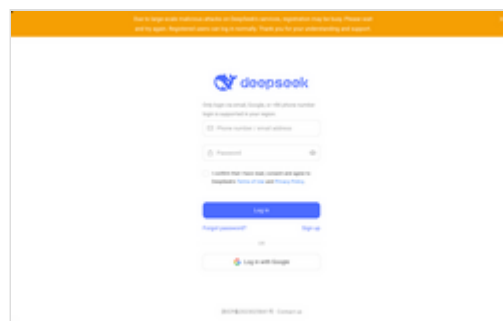 Due to large-scale malicious attacks on DeepSeek's services, registration may be busy. Please wait
and try again. Registered users can log in normally. Thank you for your understanding and support.
deepseek
Only login via email, Google, or +86 phone number
login is supported in your region.
Phone number / email address
Password
I confirm that I have read, consent and agree to
DeepSeek's Terms of Use and Privacy Policy.
Log in
Forgot password?
Sign up
OR
Log in with Google
Contact us